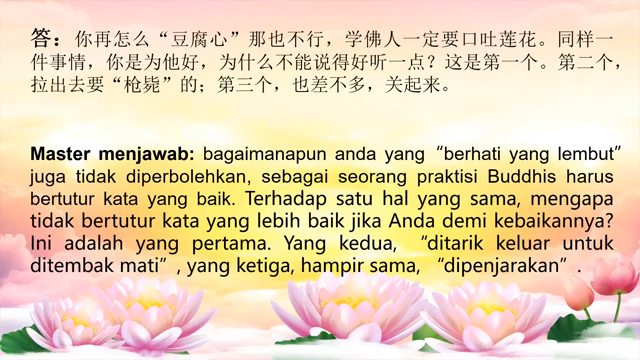 答：你再怎么“豆腐心”那也不行，学佛人一定要口吐莲花。同样一
件事情，你是为他好，为什么不能说得好听一点？这是第一个。第二个，
拉出去要“枪毙”的；第三个，也差不多，关起来。
Master menjawab: bagaimanapun anda yang “berhati yang lembut”
juga tidak diperbolehkan, sebagai seorang praktisi Buddhis harus
bertutur kata yang baik. Terhadap satu hal yang sama, mengapa
tidak bertutur kata yang lebih baik jika Anda demi kebaikannya?
Ini adalah yang pertama. Yang kedua, “ditarik keluar untuk
ditembak mati”, yang ketiga, hampir sama, “dipenjarakan”.